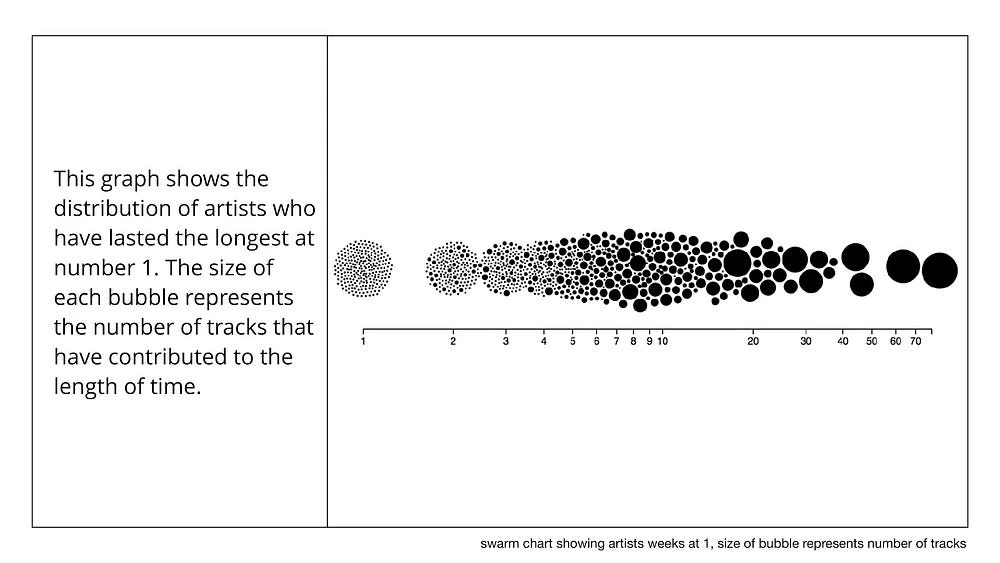 This graph shows the
distribution of artists who
have lasted the longest at
number 1. The size of
each bubble represents
the number of tracks that
have contributed to the
length of time.
1 2 3 4 5 6 7 8 9 10 20 30 40 50 60 70
swarm chart showing artists weeks at 1, size of bubble represents number of tracks